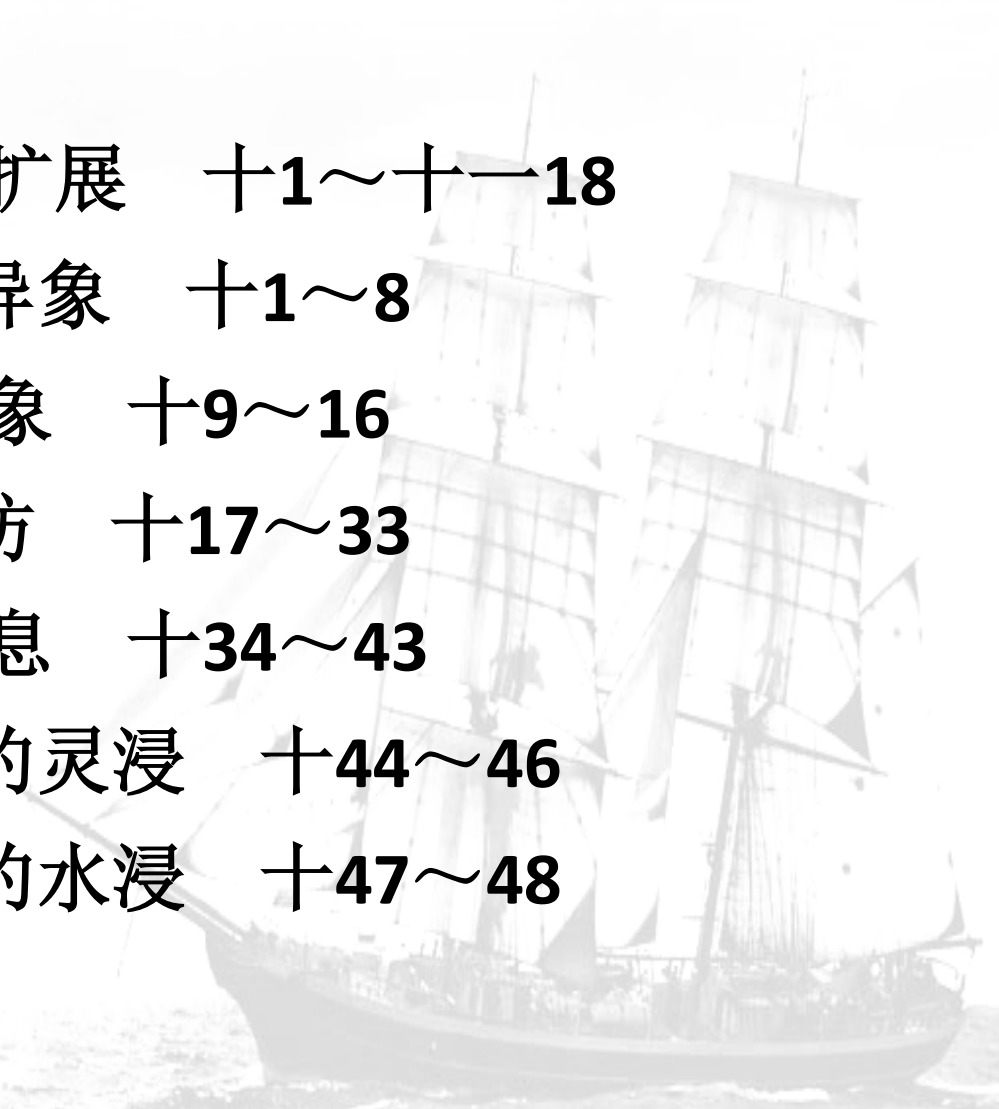 扩展　十1～十一18
异象　十1～8
象　十9～16
访　十17～33
息　十34～43
的灵浸　十44～46
的水浸　十47～48